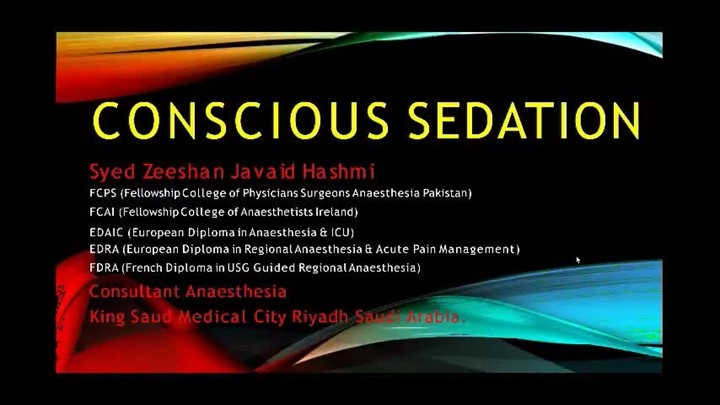 CONSCIOUS SEDATION
Syed Zeeshan Javaid Hashmi
FCPS (Fellowship College of Physicians Surgeons Anaesthesia Pakistan)
FCAI (Fellowship College of Anaesthetists Ireland)
EDAIC (European Diploma in Anaesthesia & ICU)
EDRA (European Diploma in Regional Anaesthesia & Acute Pain Management)
FDRA (French Diploma in USG Guided Regional Anaesthesia)
Consultant Anaesthesia
King Saud Medical City Riyadh Saudi Arabia.